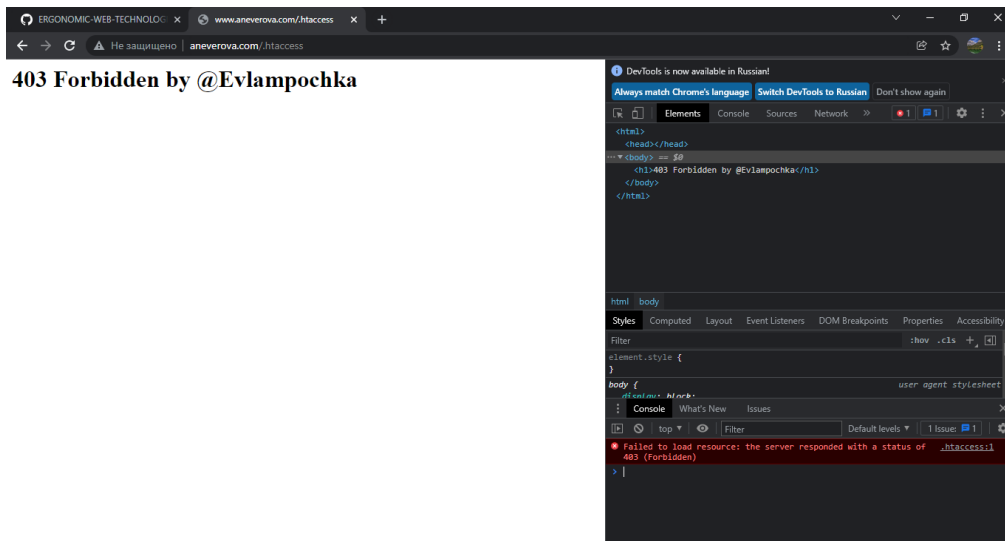 ERGONOMIC-WEB-TECHNOLOG
www.aneverova.com/.htaccess
Не защищено | aneverova.com/.htaccess
403 Forbidden by @Evlampochka
DevTools is now available in Russian!
Always match Chrome's language Switch DevTools to Russian Don't show again
Elements Console Sources Network » 1 1
<html>
<head></head>
... ▼<body> == $0
<h1>403 Forbidden by @Evlampochka</h1>
</body>
</html>
html body
Styles Computed Layout Event Listeners DOM Breakpoints Properties Accessibility
Filter :hov .cls +
element.style {
}
body { user agent stylesheet
display: block;
Console What's New Issues
top ▼ Filter Default levels ▼ 1 Issue: 1
Failed to load resource: the server responded with a status of .htaccess:1
403 (Forbidden)
>